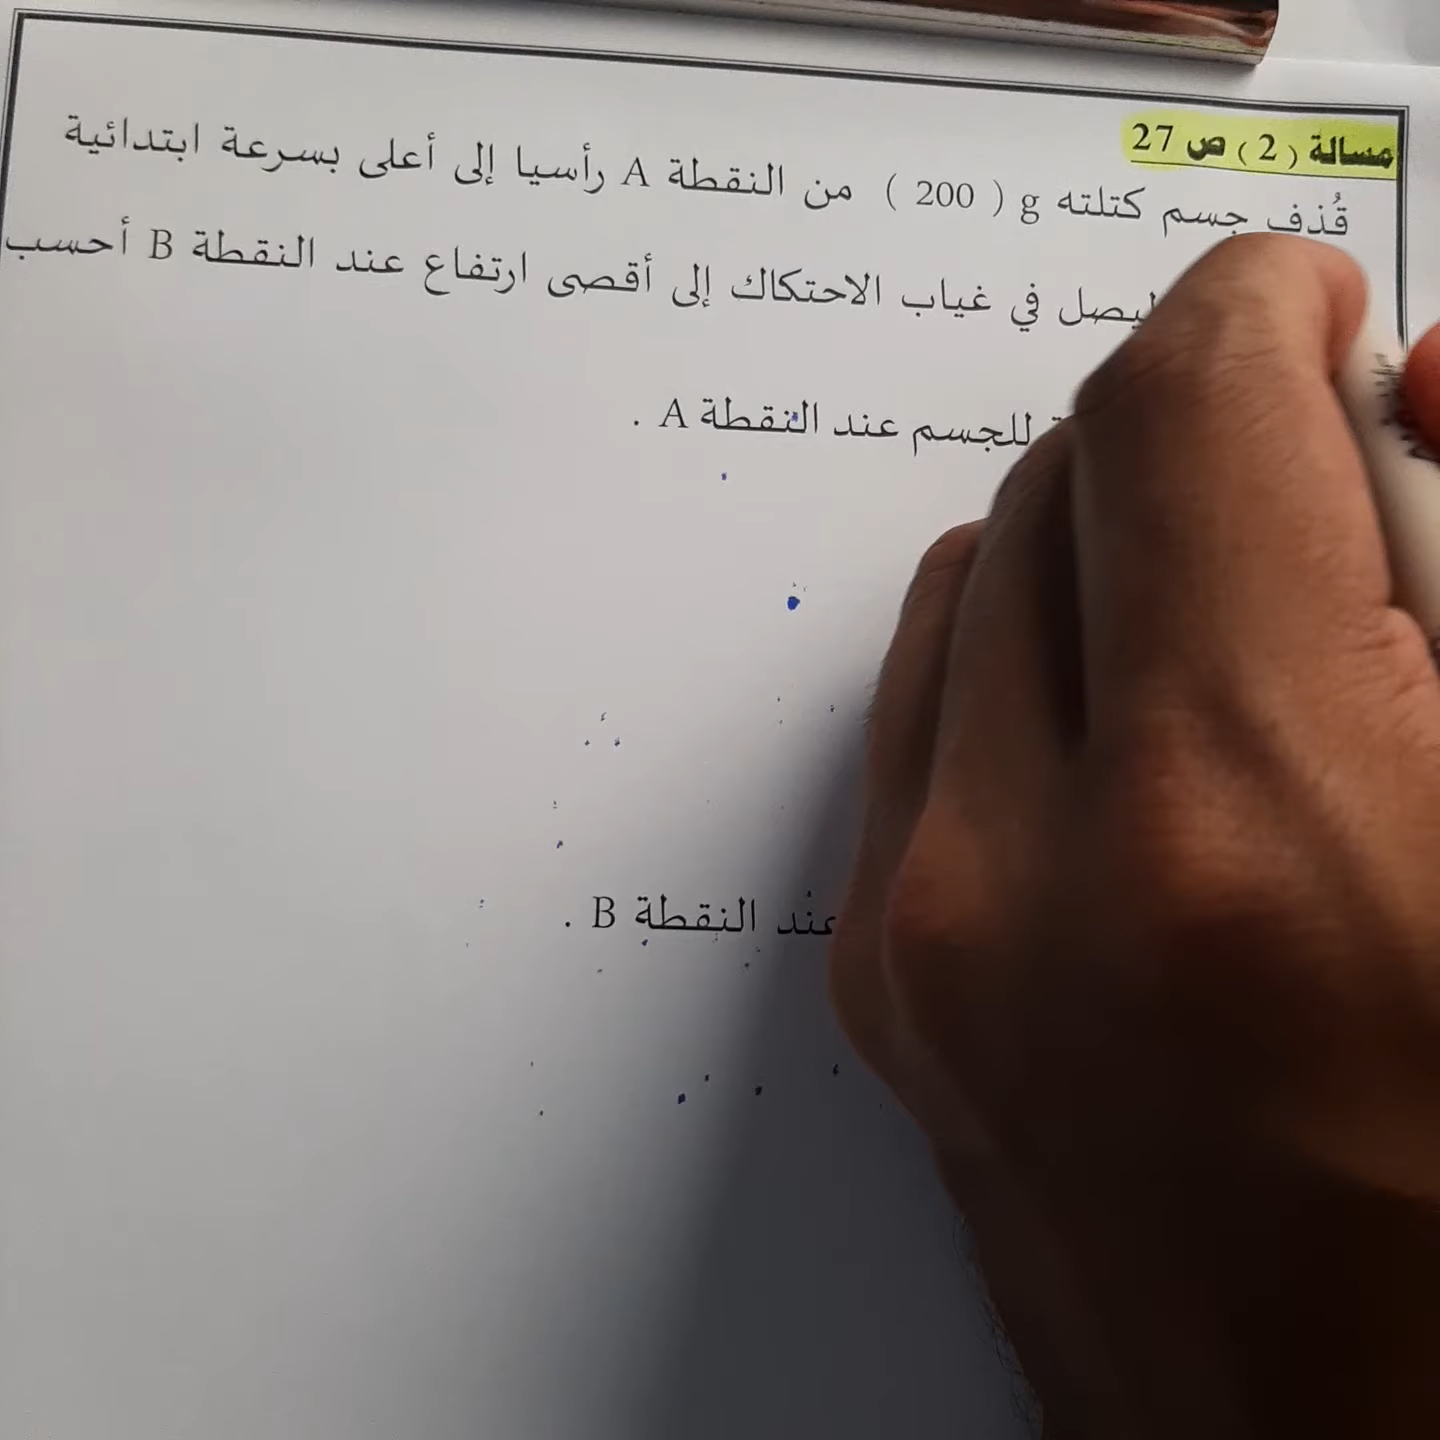 مسالة (2) ص 27
قُذف جسم كتلته g ( 200 ) من النقطة A رأسيا إلى أعلى بسرعة ابتدائية
ليصل في غياب الاحتكاك إلى أقصى ارتفاع عند النقطة B أحسب
للجسم عند النقطة A .
عند النقطة B .